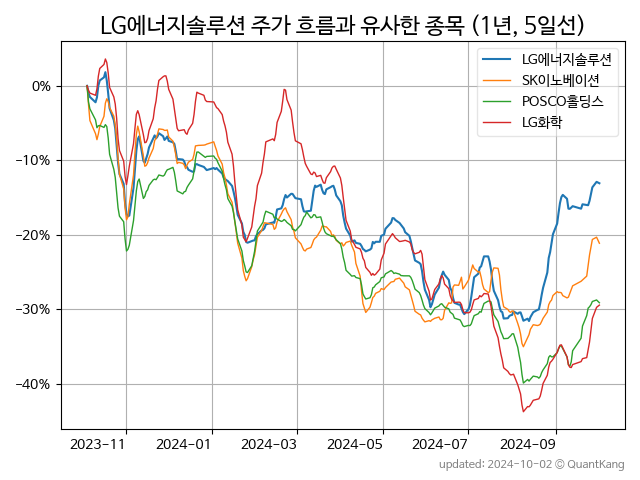 LG에너지솔루션 주가 흐름과 유사한 종목 (1년, 5일선)
LG에너지솔루션
SK이노베이션
POSCO홀딩스
LG화학
0%
−10%
−20%
−30%
−40%
2023-11
2024-01
2024-03
2024-05
2024-07
2024-09
updated: 2024-10-02 © QuantKang